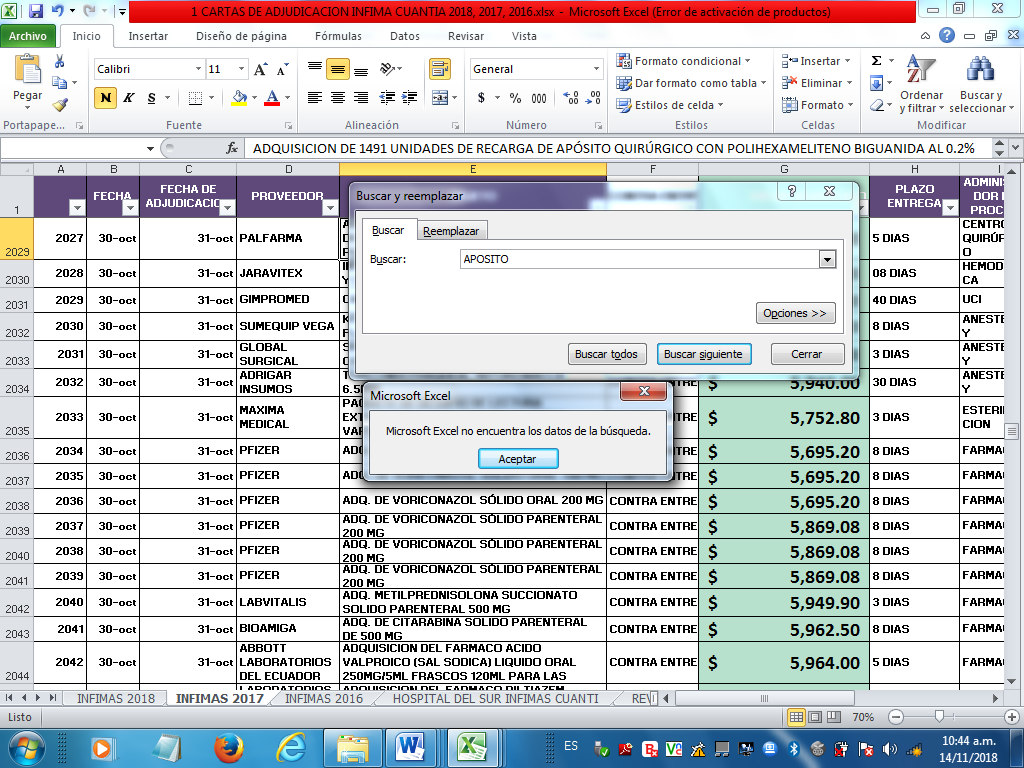 1 CARTAS DE ADJUDICACION INFIMA CUANTIA 2018, 2017, 2016.xlsx - Microsoft Excel (Error de activación de productos)
Archivo Inicio Insertar Diseño de página Fórmulas Datos Revisar Vista
Pegar
Calibri 11
N K S
General
$ % 000
Formato condicional
Dar formato como tabla
Estilos de celda
Insertar
Eliminar
Formato
Σ
Ordenar y filtrar
Buscar y seleccionar
Portapape... Fuente Alineación Número Estilos Celdas Modificar
fx ADQUISICION DE 1491 UNIDADES DE RECARGA DE APÓSITO QUIRÚRGICO CON POLIHEXAMELITENO BIGUANIDA AL 0.2%
A B C D E F G H I
1 FECHA FECHA DE ADJUDICACIO PROVEEDOR PLAZO ENTREGA
Buscar y reemplazar
Buscar Reemplazar
Buscar: APOSITO
Opciones >>
Buscar todos Buscar siguiente Cerrar
Microsoft Excel
Microsoft Excel no encuentra los datos de la búsqueda.
Aceptar
2029 2027 30-oct 31-oct PALFARMA 5 DIAS
2030 2028 30-oct 31-oct JARAVITEX 08 DIAS
2031 2029 30-oct 31-oct GIMPROMED 40 DIAS UCI
2032 2030 30-oct 31-oct SUMEQUIP VEGA 8 DIAS
2033 2031 30-oct 31-oct GLOBAL SURGICAL 3 DIAS
2034 2032 30-oct 31-oct ADRIGAR INSUMOS $ 5,940.00 30 DIAS
2035 2033 30-oct 31-oct MAXIMA MEDICAL $ 5,752.80 3 DIAS
2036 2034 30-oct 31-oct PFIZER $ 5,695.20 8 DIAS
2037 2035 30-oct 31-oct PFIZER $ 5,695.20 8 DIAS
2038 2036 30-oct 31-oct PFIZER ADQ. DE VORICONAZOL SÓLIDO ORAL 200 MG CONTRA ENTRE $ 5,695.20 8 DIAS FARMA
2039 2037 30-oct 31-oct PFIZER ADQ. DE VORICONAZOL SÓLIDO PARENTERAL 200 MG CONTRA ENTRE $ 5,869.08 8 DIAS FARMA
2040 2038 30-oct 31-oct PFIZER ADQ. DE VORICONAZOL SÓLIDO PARENTERAL 200 MG CONTRA ENTRE $ 5,869.08 8 DIAS FARMA
2041 2039 30-oct 31-oct PFIZER ADQ. DE VORICONAZOL SÓLIDO PARENTERAL 200 MG CONTRA ENTRE $ 5,869.08 8 DIAS FARMA
2042 2040 30-oct 31-oct LABVITALIS ADQ. METILPREDNISOLONA SUCCIONATO SOLIDO PARENTERAL 500 MG CONTRA ENTRE $ 5,949.90 3 DIAS FARMA
2043 2041 30-oct 31-oct BIOAMIGA ADQ. DE CITARABINA SOLIDO PARENTERAL DE 500 MG CONTRA ENTRE $ 5,962.50 8 DIAS FARMA
2044 2042 30-oct 31-oct ABBOTT LABORATORIOS DEL ECUADOR ADQUISICION DEL FARMACO ACIDO VALPROICO (SAL SODICA) LIQUIDO ORAL 250MG/5ML FRASCOS 120ML PARA LAS CONTRA ENTRE $ 5,964.00 5 DIAS FARMA
INFIMAS 2018 INFIMAS 2017 INFIMAS 2016 HOSPITAL DEL SUR INFIMAS CUANTI
Listo 70%
ES 10:44 a.m.
14/11/2018